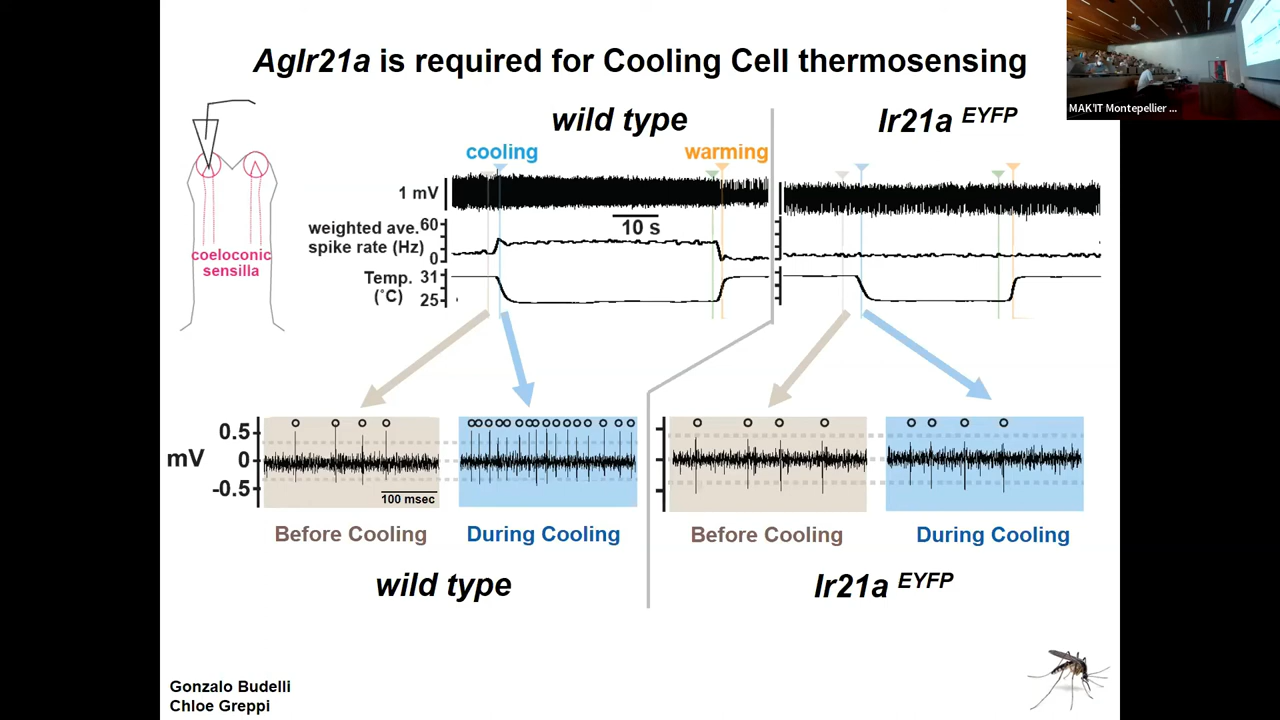 AgIr21a is required for Cooling Cell thermosensing
MAK'IT Montepellier ...
wild type
Ir21a EYFP
cooling
warming
1 mV
10 s
weighted ave.
spike rate (Hz)
60
0
Temp.
(˚C)
31
25
coeloconic
sensilla
mV
0.5
0
-0.5
100 msec
Before Cooling
During Cooling
Before Cooling
During Cooling
wild type
Ir21a EYFP
Gonzalo Budelli
Chloe Greppi